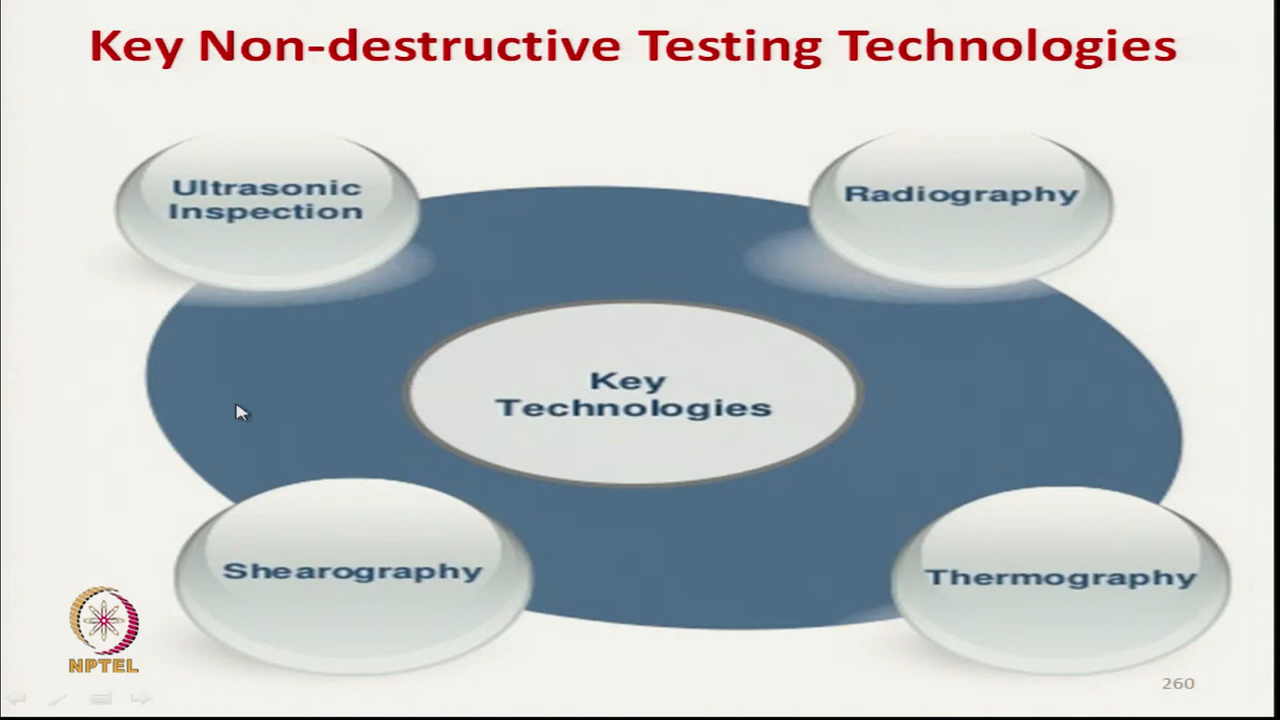 Key Non-destructive Testing Technologies
Ultrasonic
Inspection
Radiography
Key
Technologies
Shearography
Thermography
NPTEL
260